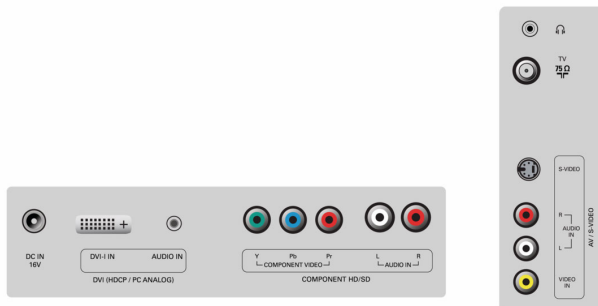 TV
75 Ω
S-VIDEO
R
AUDIO
IN
L
AV / S-VIDEO
VIDEO
IN
DC IN
16V
DVI-I IN AUDIO IN
DVI (HDCP / PC ANALOG)
Y Pb Pr L R
COMPONENT VIDEO AUDIO IN
COMPONENT HD/SD